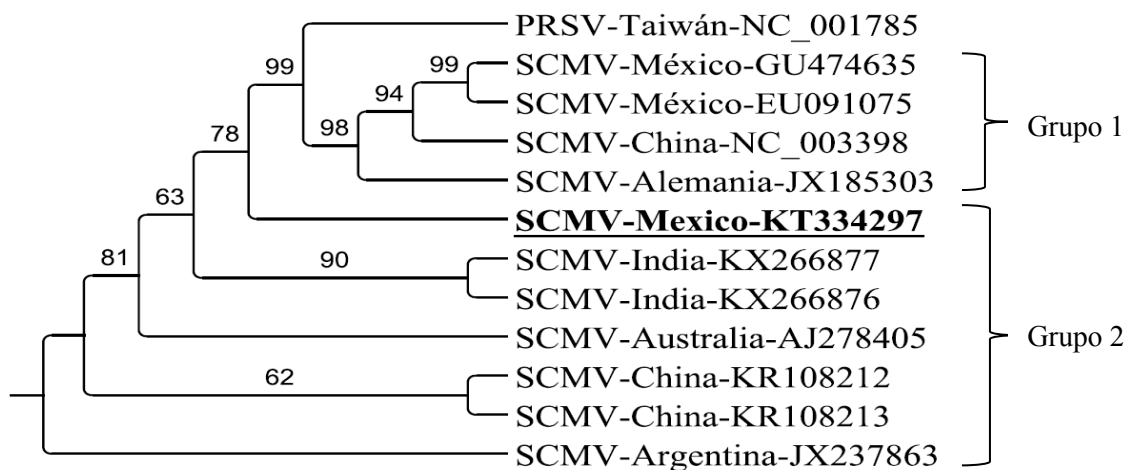 PRSV-Taiwán-NC_001785
99
99
SCMV-México-GU474635
94
SCMV-México-EU091075
78
98
SCMV-China-NC_003398
Grupo 1
63
SCMV-Alemania-JX185303
SCMV-Mexico-KT334297
81
90
SCMV-India-KX266877
SCMV-India-KX266876
SCMV-Australia-AJ278405
Grupo 2
62
SCMV-China-KR108212
SCMV-China-KR108213
SCMV-Argentina-JX237863